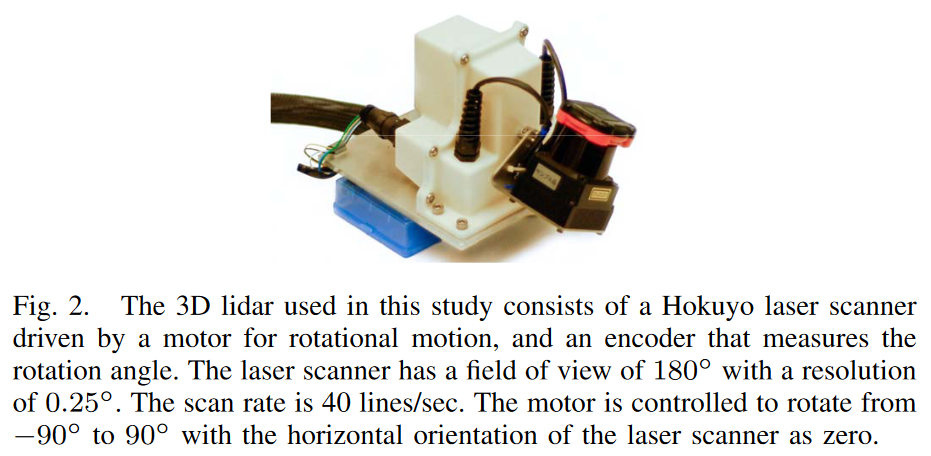 Fig. 2. The 3D lidar used in this study consists of a Hokuyo laser scanner
driven by a motor for rotational motion, and an encoder that measures the
rotation angle. The laser scanner has a field of view of 180° with a resolution
of 0.25°. The scan rate is 40 lines/sec. The motor is controlled to rotate from
−90° to 90° with the horizontal orientation of the laser scanner as zero.